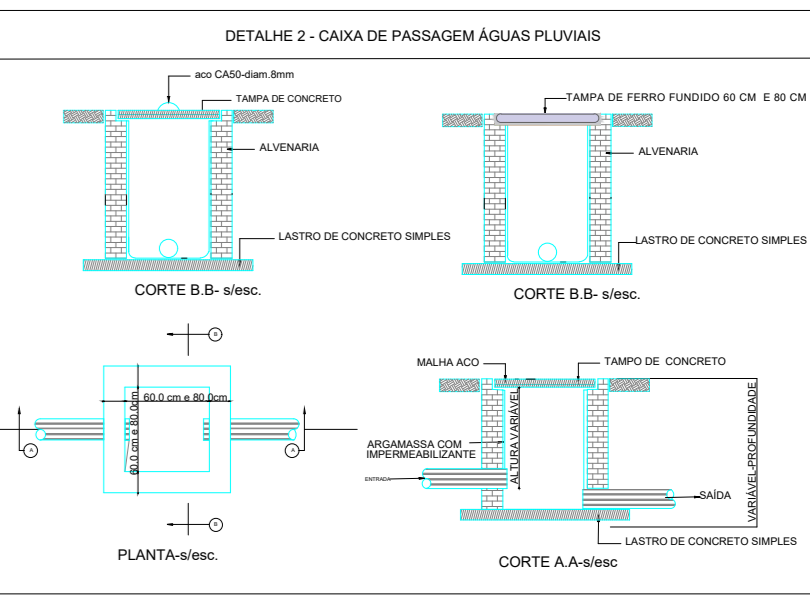 DETALHE 2 - CAIXA DE PASSAGEM ÁGUAS PLUVIAIS
aco CA50-diam.8mm
TAMPA DE CONCRETO
ALVENARIA
LASTRO DE CONCRETO SIMPLES
CORTE B.B- s/esc.
TAMPA DE FERRO FUNDIDO 60 CM E 80 CM
ALVENARIA
LASTRO DE CONCRETO SIMPLES
CORTE B.B- s/esc.
B
60.0 cm e 80.0cm
60.0 cm e 80.0cm
A
A
B
PLANTA-s/esc.
MALHA ACO
TAMPO DE CONCRETO
ARGAMASSA COM
IMPERMEABILIZANTE
ALTURA VARIÁVEL
VARIÁVEL-PROFUNDIDADE
ENTRADA
SAÍDA
LASTRO DE CONCRETO SIMPLES
CORTE A.A-s/esc